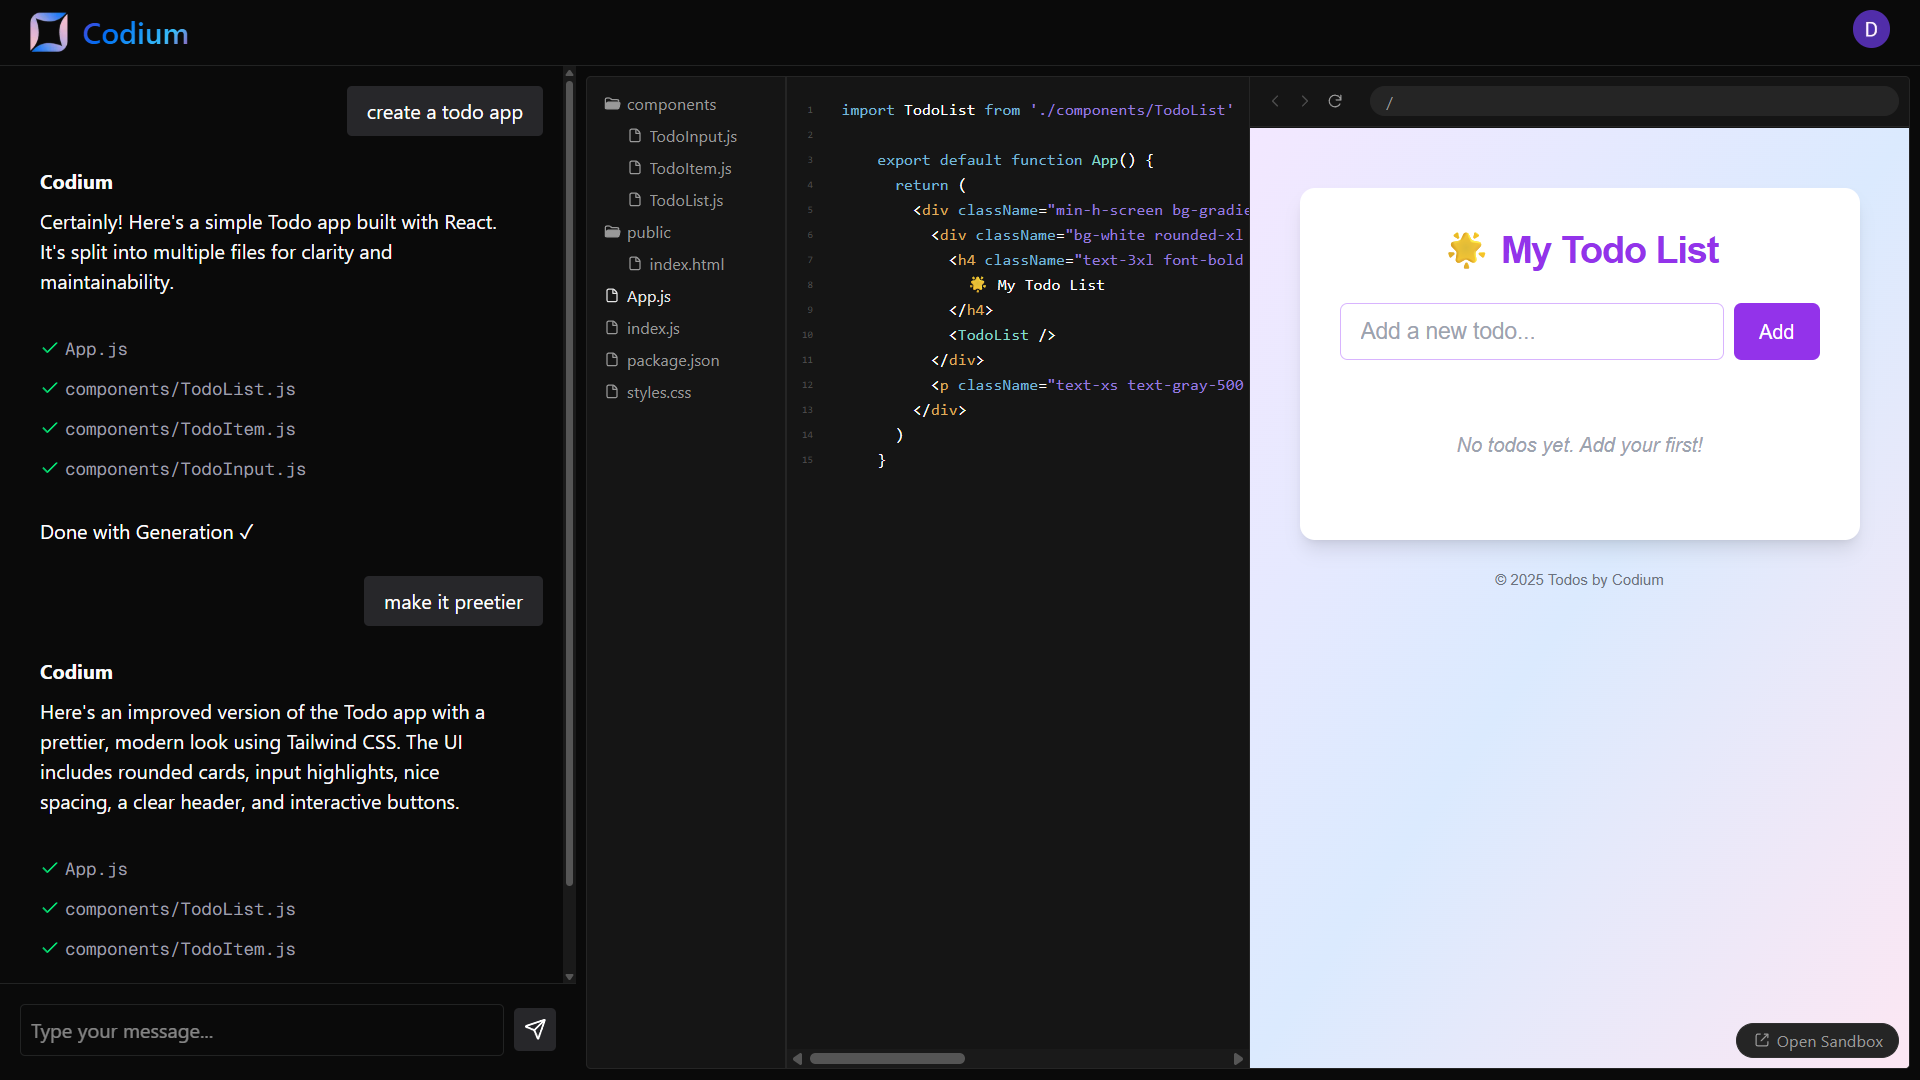 Codium
D
create a todo app
Codium
Certainly! Here's a simple Todo app built with React.
It's split into multiple files for clarity and
maintainability.
App.js
components/TodoList.js
components/TodoItem.js
components/TodoInput.js
Done with Generation ✓
make it preetier
Codium
Here's an improved version of the Todo app with a
prettier, modern look using Tailwind CSS. The UI
includes rounded cards, input highlights, nice
spacing, a clear header, and interactive buttons.
App.js
components/TodoList.js
components/TodoItem.js
Type your message...
components
TodoInput.js
TodoItem.js
TodoList.js
public
index.html
App.js
index.js
package.json
styles.css
1 import TodoList from './components/TodoList'
2
3 export default function App() {
4 return (
5 <div className="min-h-screen bg-gradie
6 <div className="bg-white rounded-xl
7 <h4 className="text-3xl font-bold
8 🌟 My Todo List
9 </h4>
10 <TodoList />
11 </div>
12 <p className="text-xs text-gray-500
13 </div>
14 )
15 }
/
🌟 My Todo List
Add a new todo...
Add
No todos yet. Add your first!
© 2025 Todos by Codium
Open Sandbox